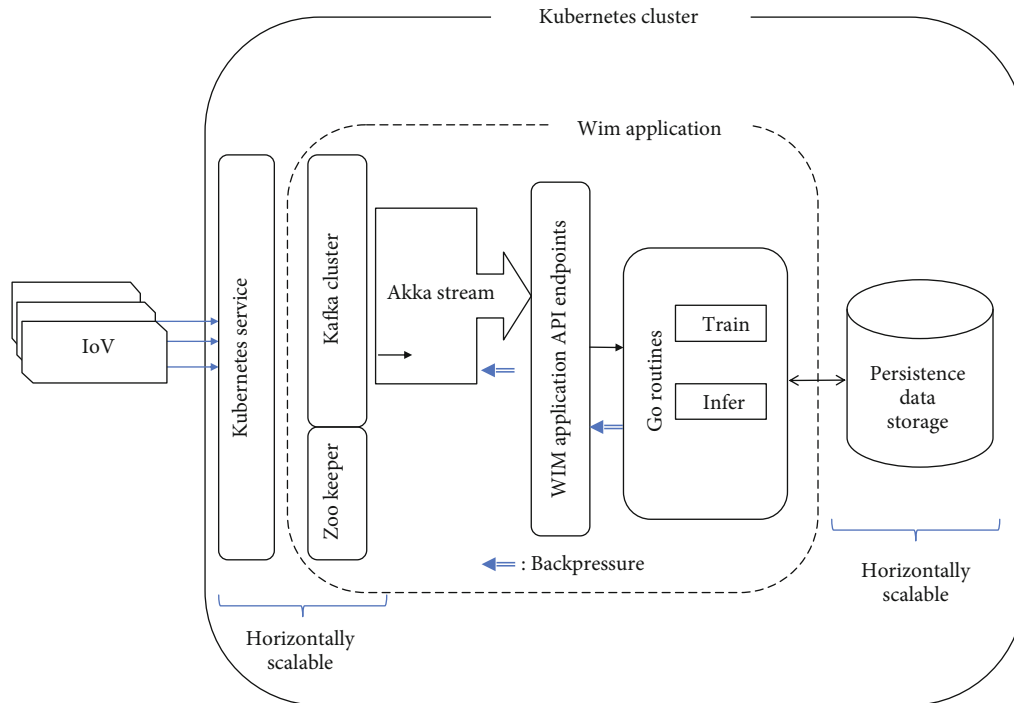 Kubernetes cluster
Wim application
IoV
Kubernetes service
Kafka cluster
Zoo keeper
Akka stream
WIM application API endpoints
Go routines
Train
Infer
Persistence
data
storage
: Backpressure
Horizontally
scalable
Horizontally
scalable